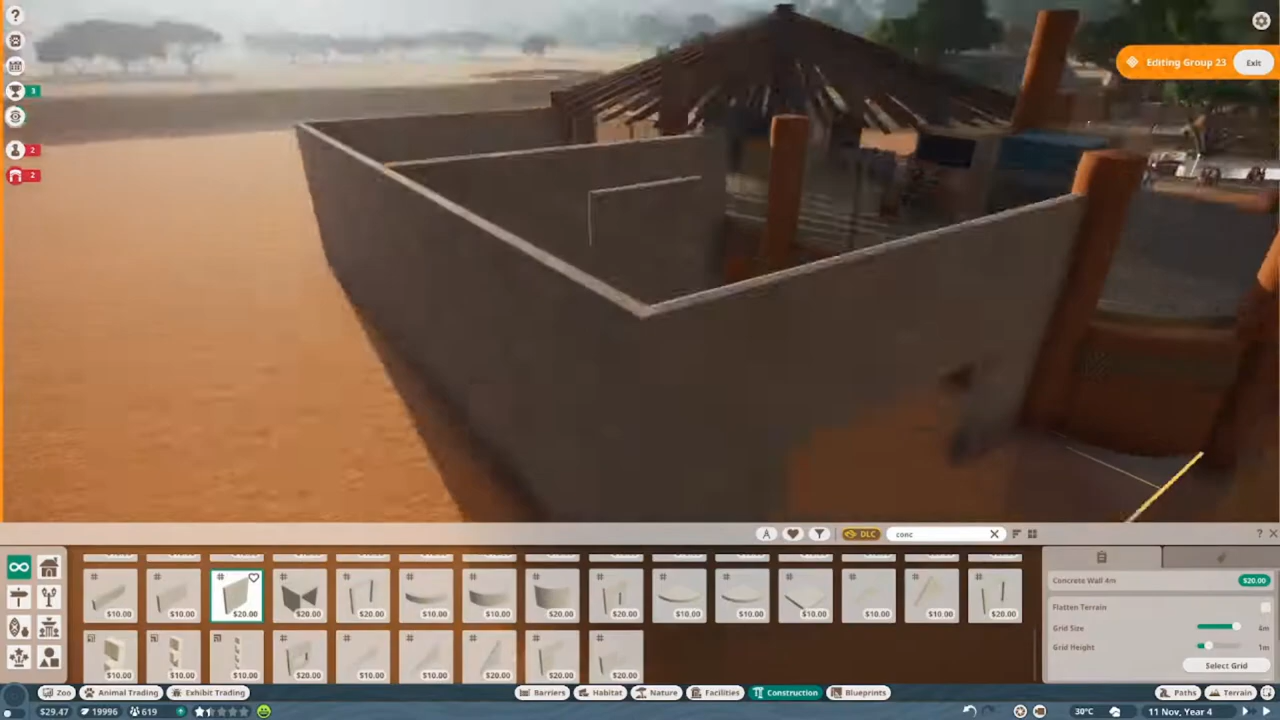 ?
3
2
2
Editing Group 23
Exit
DLC
conc
?
$10.00
$10.00
$20.00
$20.00
$20.00
$10.00
$10.00
$20.00
$10.00
$10.00
$10.00
$10.00
$10.00
$10.00
$20.00
Concrete Wall 4m
$20.00
Flatten Terrain
Grid Size
4m
Grid Height
1m
Select Grid
$10.00
$10.00
$10.00
$20.00
$10.00
$10.00
$10.00
$20.00
$10.00
Zoo
Animal Trading
Exhibit Trading
Barriers
Habitat
Nature
Facilities
Construction
Blueprints
Paths
Terrain
$29.47
19996
619
30°C
11 Nov, Year 4